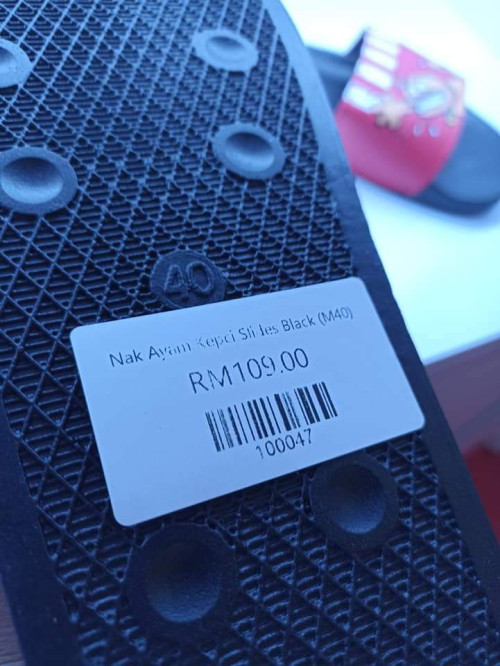 40
Nak Ayam Kepci Slides Black (M40)
RM109.00
100047